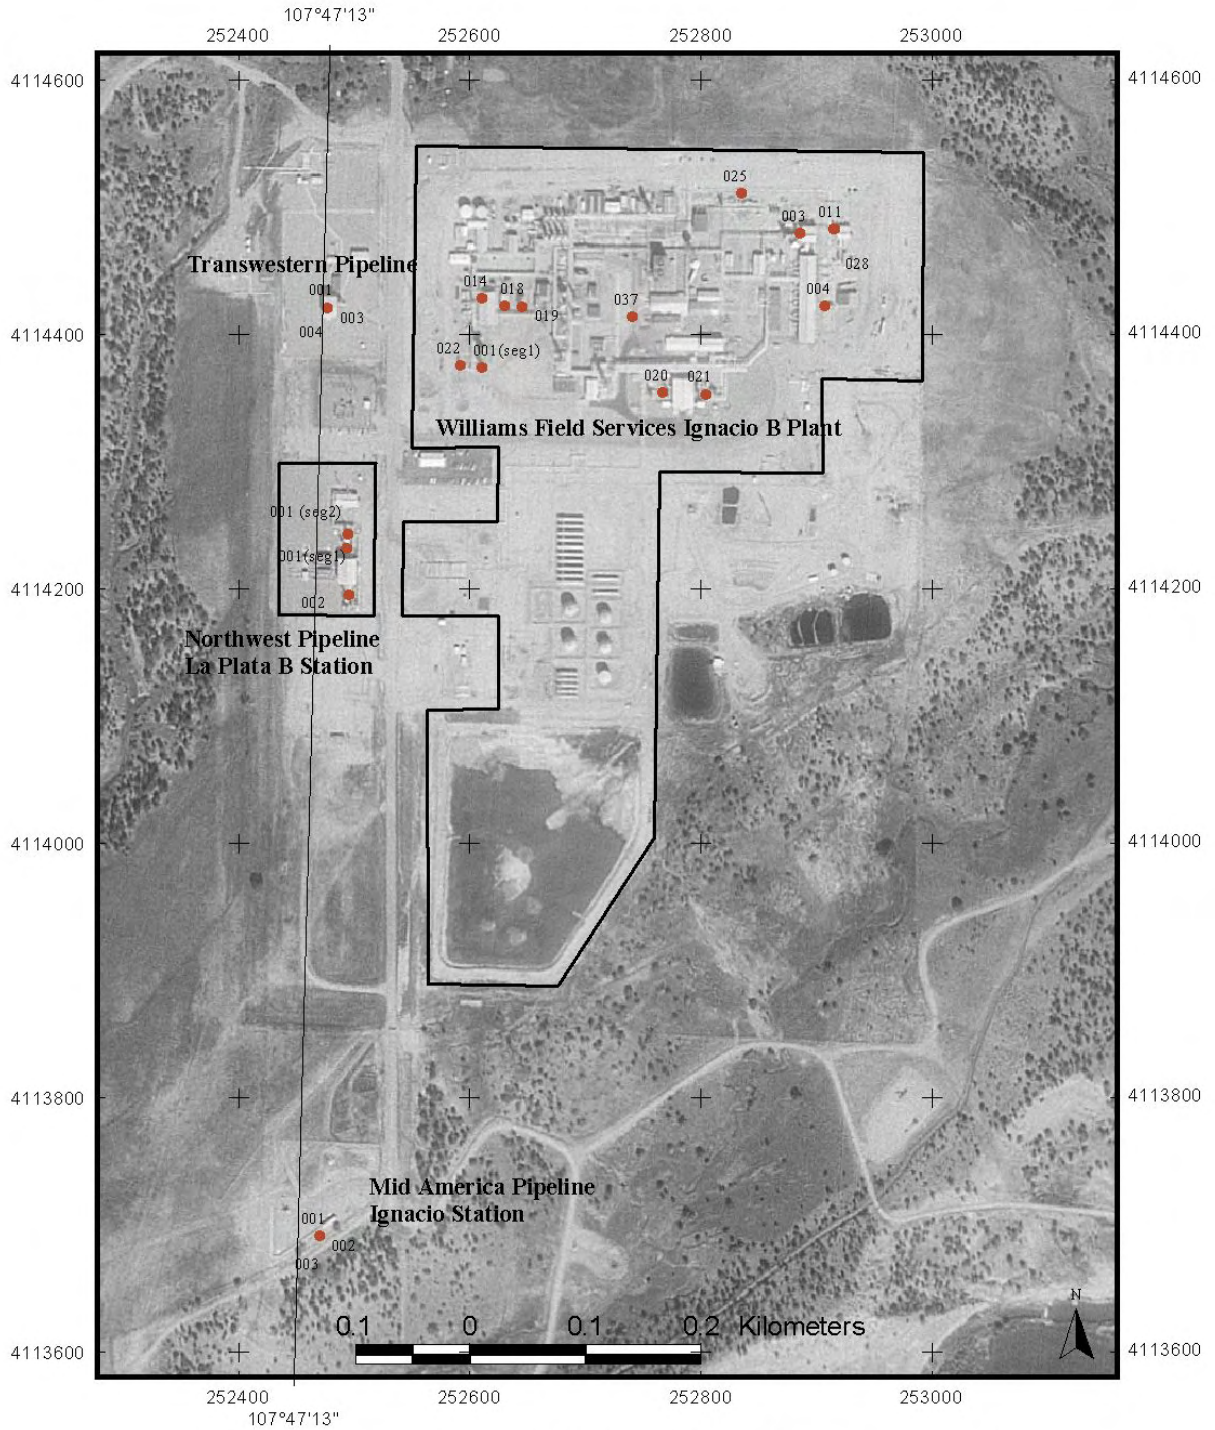 107°47'13"
252400 252600 252800 253000
4114600 4114600
025
003 011
Transwestern Pipeline
028
001
014 018 004
037
003 019
004
4114400 4114400
022 001(seg1)
020 021
Williams Field Services Ignacio B Plant
001 (seg2)
001(seg1)
4114200 4114200
002
Northwest Pipeline
La Plata B Station
4114000 4114000
4113800 4113800
Mid America Pipeline
Ignacio Station
001
002
003
N
0.1 0 0.1 0.2 Kilometers
4113600 4113600
252400 252600 252800 253000
107°47'13"